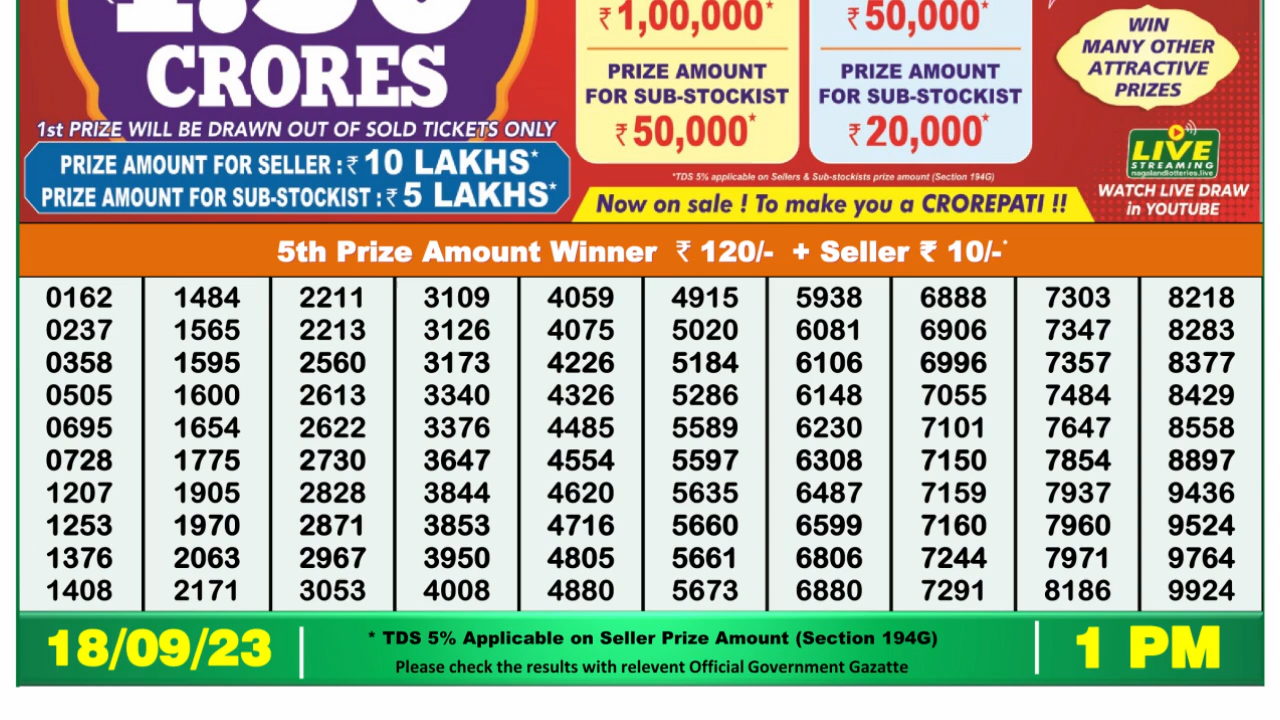 CRORES
1st PRIZE WILL BE DRAWN OUT OF SOLD TICKETS ONLY
PRIZE AMOUNT FOR SELLER : ₹ 10 LAKHS*
PRIZE AMOUNT FOR SUB-STOCKIST : ₹ 5 LAKHS*
₹ 1,00,000*
PRIZE AMOUNT
FOR SUB-STOCKIST
₹ 50,000*
₹ 50,000*
PRIZE AMOUNT
FOR SUB-STOCKIST
₹ 20,000*
*TDS 5% applicable on Sellers & Sub-stockists prize amount (Section 194G)
Now on sale ! To make you a CROREPATI !!
WIN
MANY OTHER
ATTRACTIVE
PRIZES
LIVE
STREAMING
nagalandlotteries.live
WATCH LIVE DRAW
in YOUTUBE
5th Prize Amount Winner ₹ 120/- + Seller ₹ 10/-*
0162 1484 2211 3109 4059 4915 5938 6888 7303 8218
0237 1565 2213 3126 4075 5020 6081 6906 7347 8283
0358 1595 2560 3173 4226 5184 6106 6996 7357 8377
0505 1600 2613 3340 4326 5286 6148 7055 7484 8429
0695 1654 2622 3376 4485 5589 6230 7101 7647 8558
0728 1775 2730 3647 4554 5597 6308 7150 7854 8897
1207 1905 2828 3844 4620 5635 6487 7159 7937 9436
1253 1970 2871 3853 4716 5660 6599 7160 7960 9524
1376 2063 2967 3950 4805 5661 6806 7244 7971 9764
1408 2171 3053 4008 4880 5673 6880 7291 8186 9924
18/09/23
* TDS 5% Applicable on Seller Prize Amount (Section 194G)
Please check the results with relevent Official Government Gazatte
1 PM